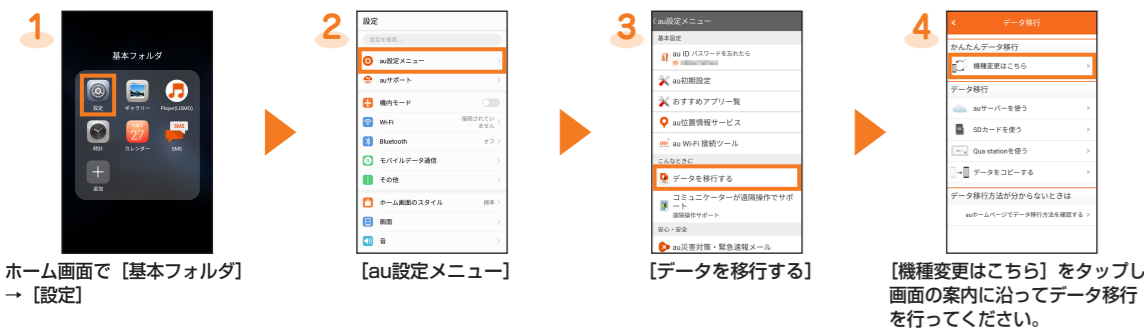 1
基本フォルダ
設定
ギャラリー
Player(LISMO)
時計
SUN
27
カレンダー
SMS
SMS
追加
ホーム画面で［基本フォルダ］
→［設定］
2
設定
設定を検索...
au設定メニュー
auサポート
機内モード
Wi-Fi
接続されてい
ません
Bluetooth
オフ
モバイルデータ通信
その他
ホーム画面のスタイル
標準
画面
音
［au設定メニュー］
3
au設定メニュー
基本設定
au ID パスワードを忘れたら
ID
au初期設定
おすすめアプリ一覧
au位置情報サービス
au Wi-Fi 接続ツール
こんなときに
データを移行する
コミュニケーターが遠隔操作でサポ
ート
遠隔操作サポート
安心・安全
au災害対策・緊急速報メール
［データを移行する］
4
データ移行
かんたんデータ移行
機種変更はこちら
データ移行
auサーバーを使う
SDカードを使う
Qua stationを使う
データをコピーする
データ移行方法が分からないときは
auホームページでデータ移行方法を確認する
［機種変更はこちら］をタップし
画面の案内に沿ってデータ移行
を行ってください。